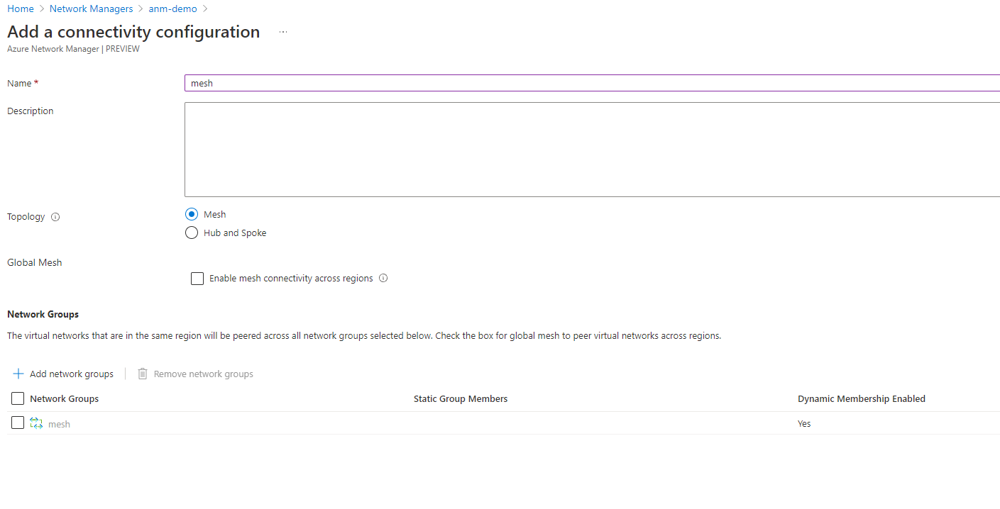 Home > Network Managers > anm-demo >
Add a connectivity configuration ...
Azure Network Manager | PREVIEW
Name *
mesh
Description
Topology
Mesh
Hub and Spoke
Global Mesh
Enable mesh connectivity across regions
Network Groups
The virtual networks that are in the same region will be peered across all network groups selected below. Check the box for global mesh to peer virtual networks across regions.
Add network groups | Remove network groups
Network Groups Static Group Members Dynamic Membership Enabled
mesh Yes